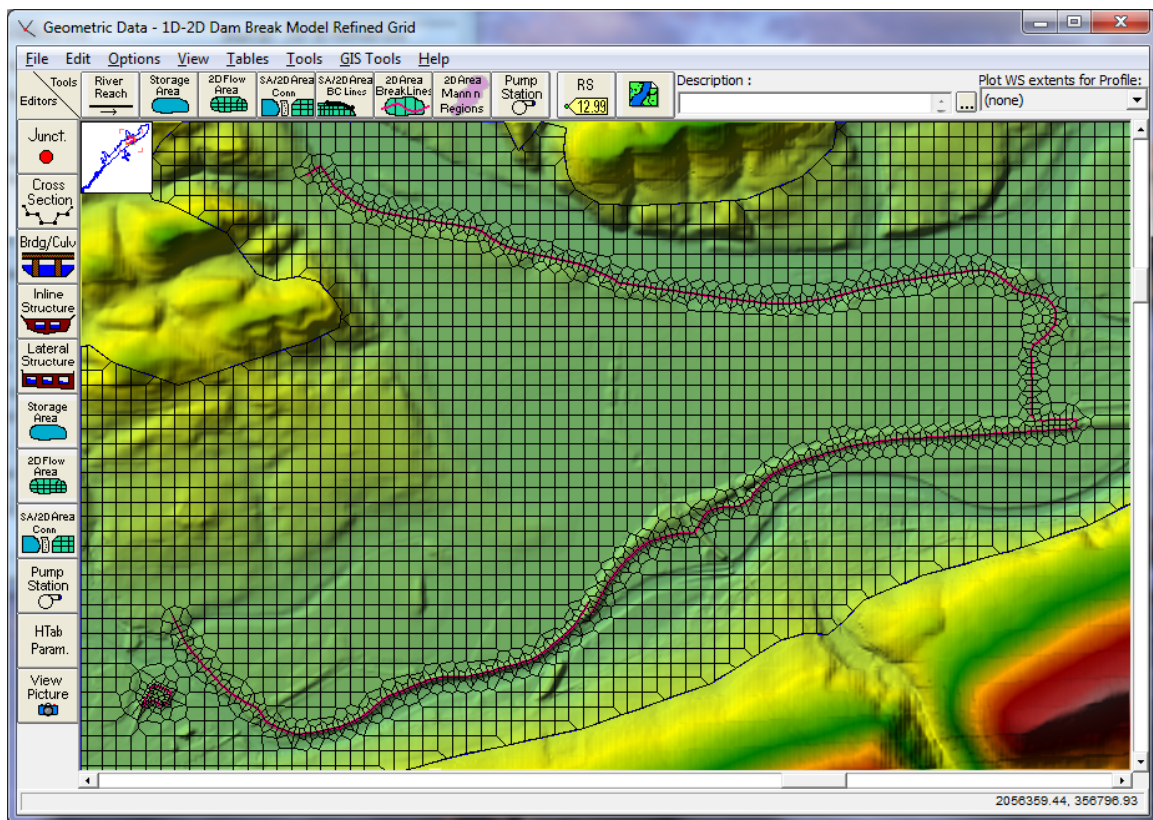 Geometric Data - 1D-2D Dam Break Model Refined Grid
File Edit Options View Tables Tools GIS Tools Help
Tools
Editors
River
Reach
Storage
Area
2D Flow
Area
SA/2D Area
Conn
SA/2D Area
BC Lines
2D Area
BreakLines
2D Area
Mann n
Regions
Pump
Station
RS
12.99
Description :
...
Plot WS extents for Profile:
(none)
Junct.
Cross
Section
Brdg/Culv
Inline
Structure
Lateral
Structure
Storage
Area
2D Flow
Area
SA/2D Area
Conn
Pump
Station
HTab
Param.
View
Picture
2056359.44, 356796.93